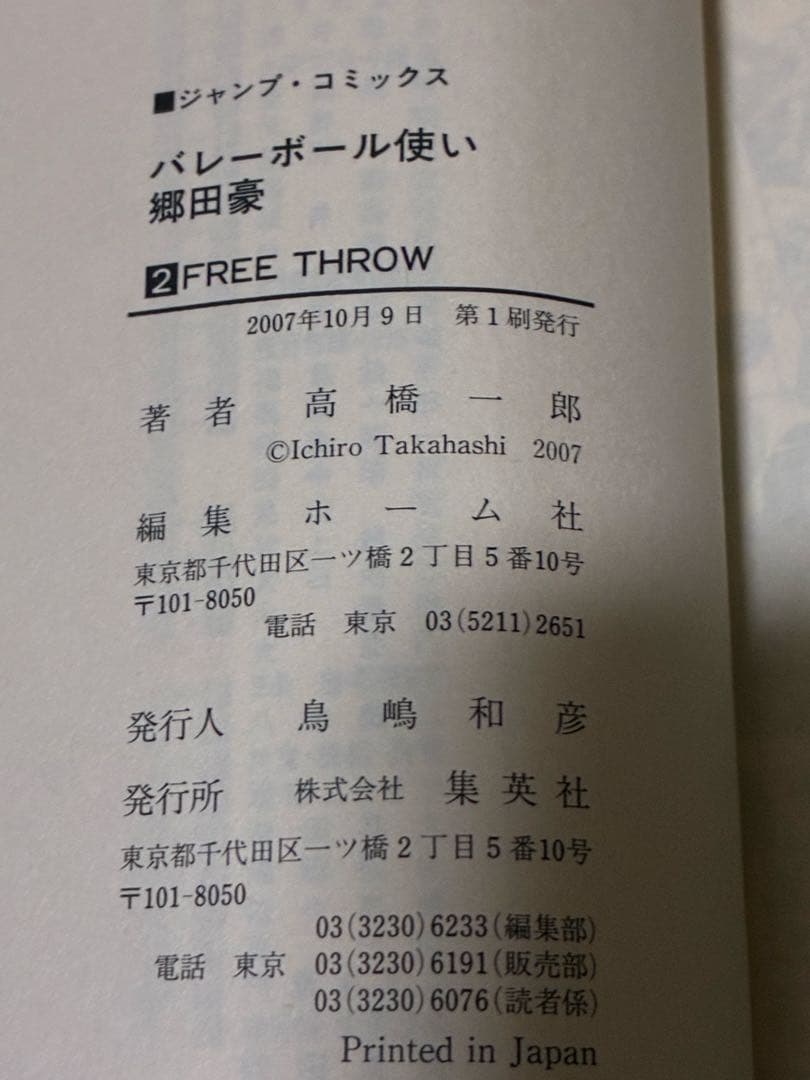 ■ジャンプ・コミックス
バレーボール使い
郷田豪
2 FREE THROW
2007年10月9日 第1刷発行
著者 高橋一郎
©Ichiro Takahashi 2007
編集 ホーム社
東京都千代田区一ツ橋2丁目5番10号
〒101-8050
電話 東京 03(5211)2651
発行人 鳥嶋和彦
発行所 株式会社 集英社
東京都千代田区一ツ橋2丁目5番10号
〒101-8050
03(3230)6233(編集部)
電話 東京 03(3230)6191(販売部)
03(3230)6076(読者係)
Printed in Japan